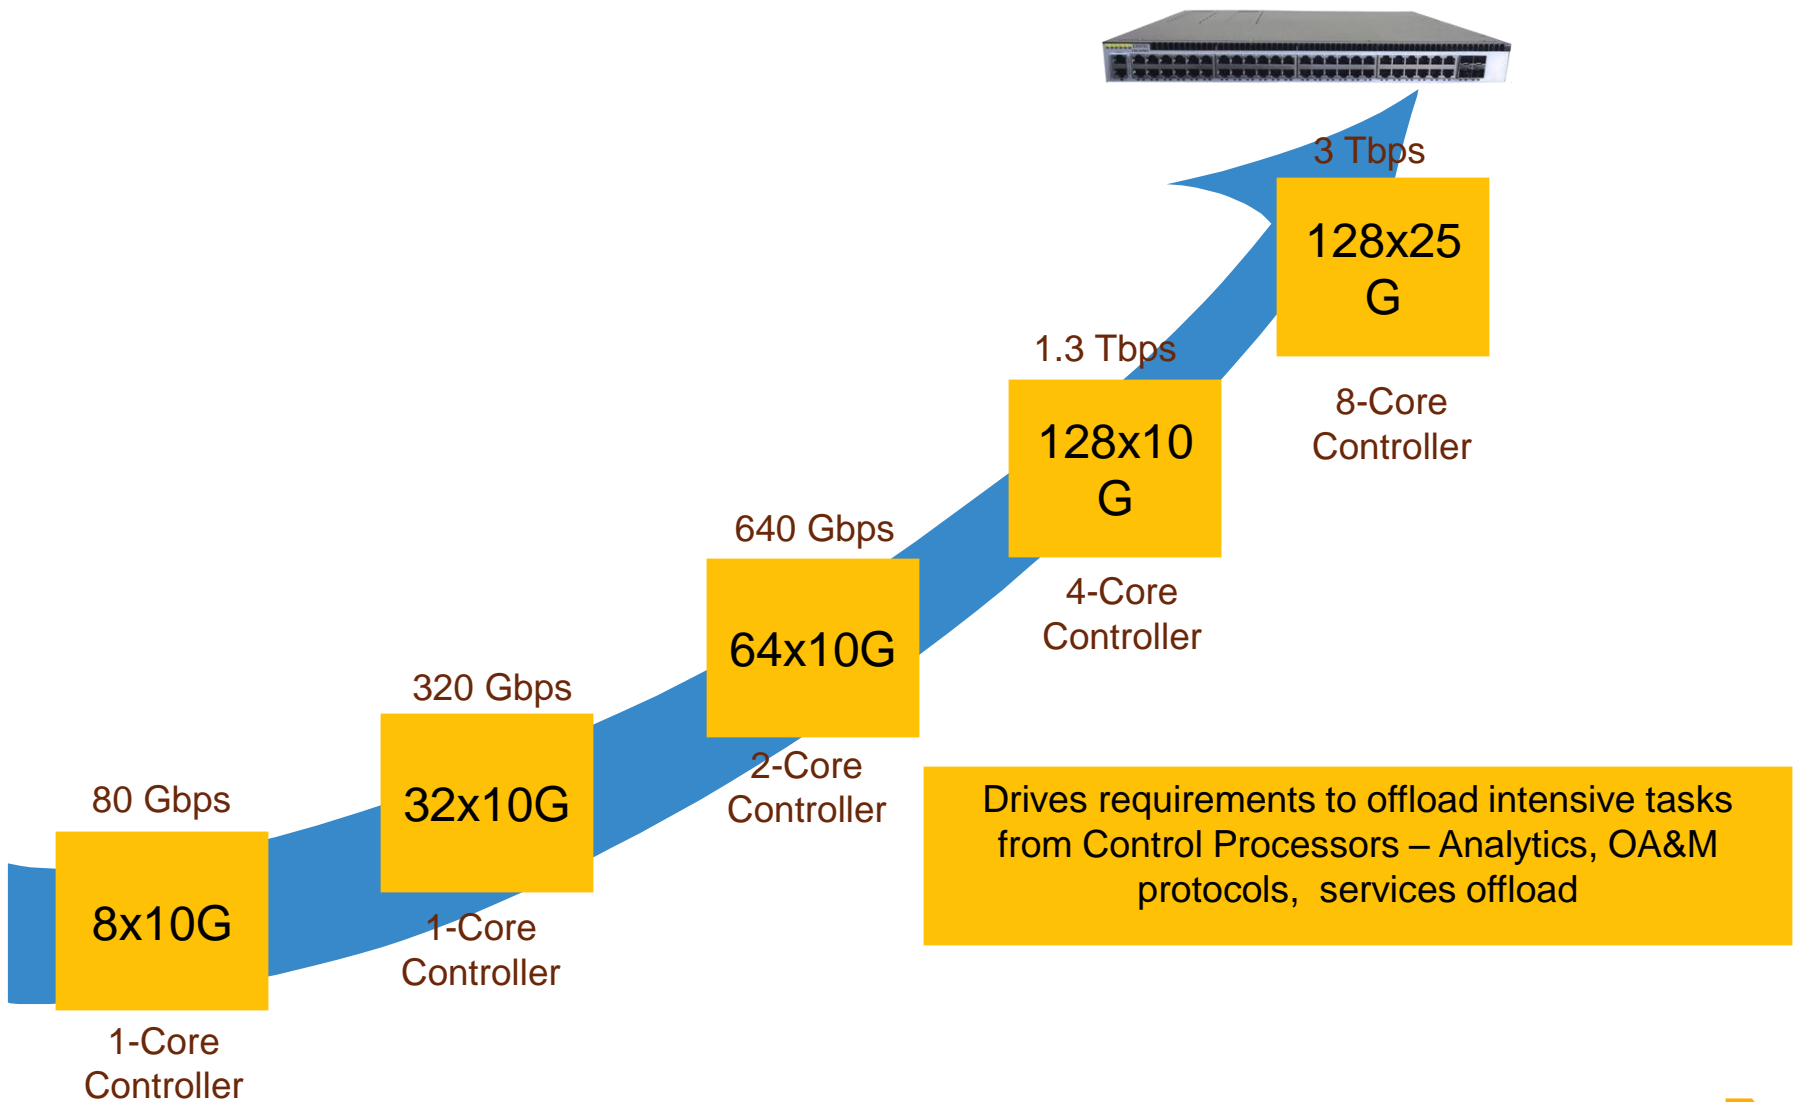 3 Tbps
128x25
G
8-Core
Controller
1.3 Tbps
128x10
G
4-Core
Controller
640 Gbps
64x10G
2-Core
Controller
320 Gbps
32x10G
1-Core
Controller
80 Gbps
8x10G
1-Core
Controller
Drives requirements to offload intensive tasks
from Control Processors – Analytics, OA&M
protocols,  services offload